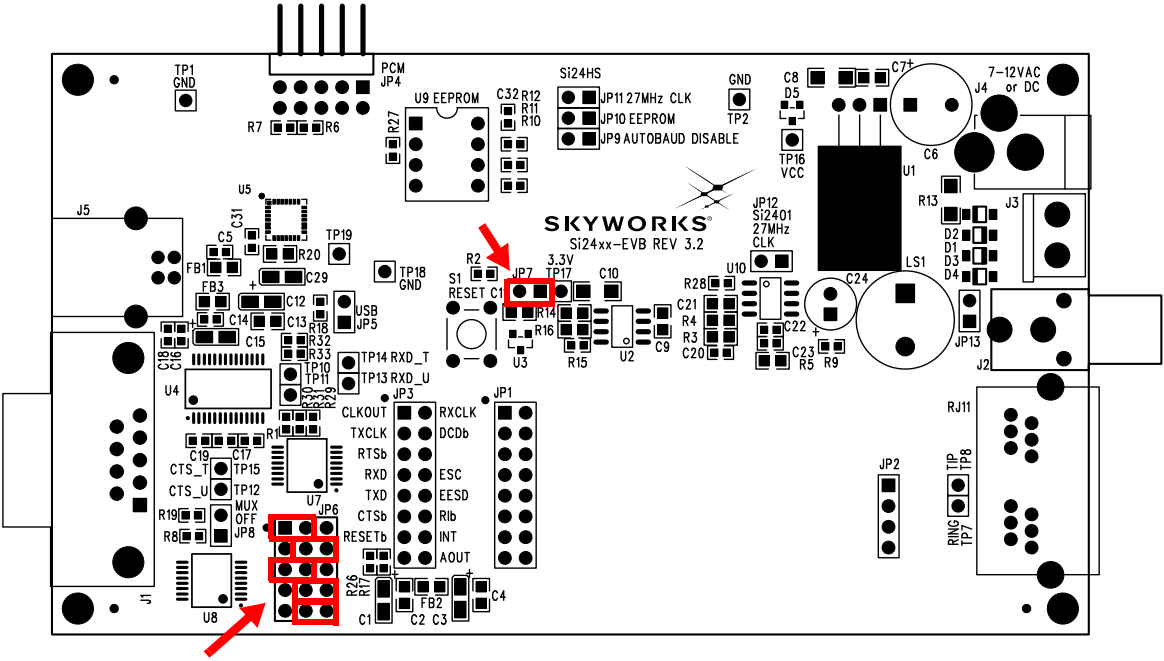 PCM
JP4
TP1
GND
R7
R6
R27
U9 EEPROM
C32
R12
R11
R10
Si24HS
JP11 27MHz CLK
JP10 EEPROM
JP9 AUTOBAUD DISABLE
GND
TP2
C8
D5
C7
+
TP16
VCC
7-12VAC
or DC
J4
C6
U1
R13
J3
D2
D1
D3
D4
SKYWORKS®
Si24xx-EVB REV 3.2
JP12
Si2401
27MHz
CLK
U5
J5
C31
C5
FB1
R20
C29
TP19
TP18
GND
FB3
+
C12
C14
C13
C15
+
C18
C16
R18
R32
R33
USB
JP5
R2
S1
RESET
C1
JP7
3.3V
TP17
C10
R14
R16
R15
U3
U2
C9
U10
R28
C21
R4
R3
C20
C22
C23
R5
C24
+
R9
LS1
JP13
J2
U4
TP10
TP11
TP14 RXD_T
TP13 RXD_U
R30
R31
R29
R1
C19
C17
CTS_T
TP15
CTS_U
TP12
U7
R19
R8
MUX
OFF
JP8
U8
J1
JP6
JP3
JP1
CLKOUT
RXCLK
TXCLK
DCDb
RTSb
RXD
ESC
TXD
EESD
CTSb
RIb
RESETb
INT
AOUT
R26
R17
C1
+
C2
FB2
C3
+
C4
JP2
RJ11
TIP
TP8
RING
TP7